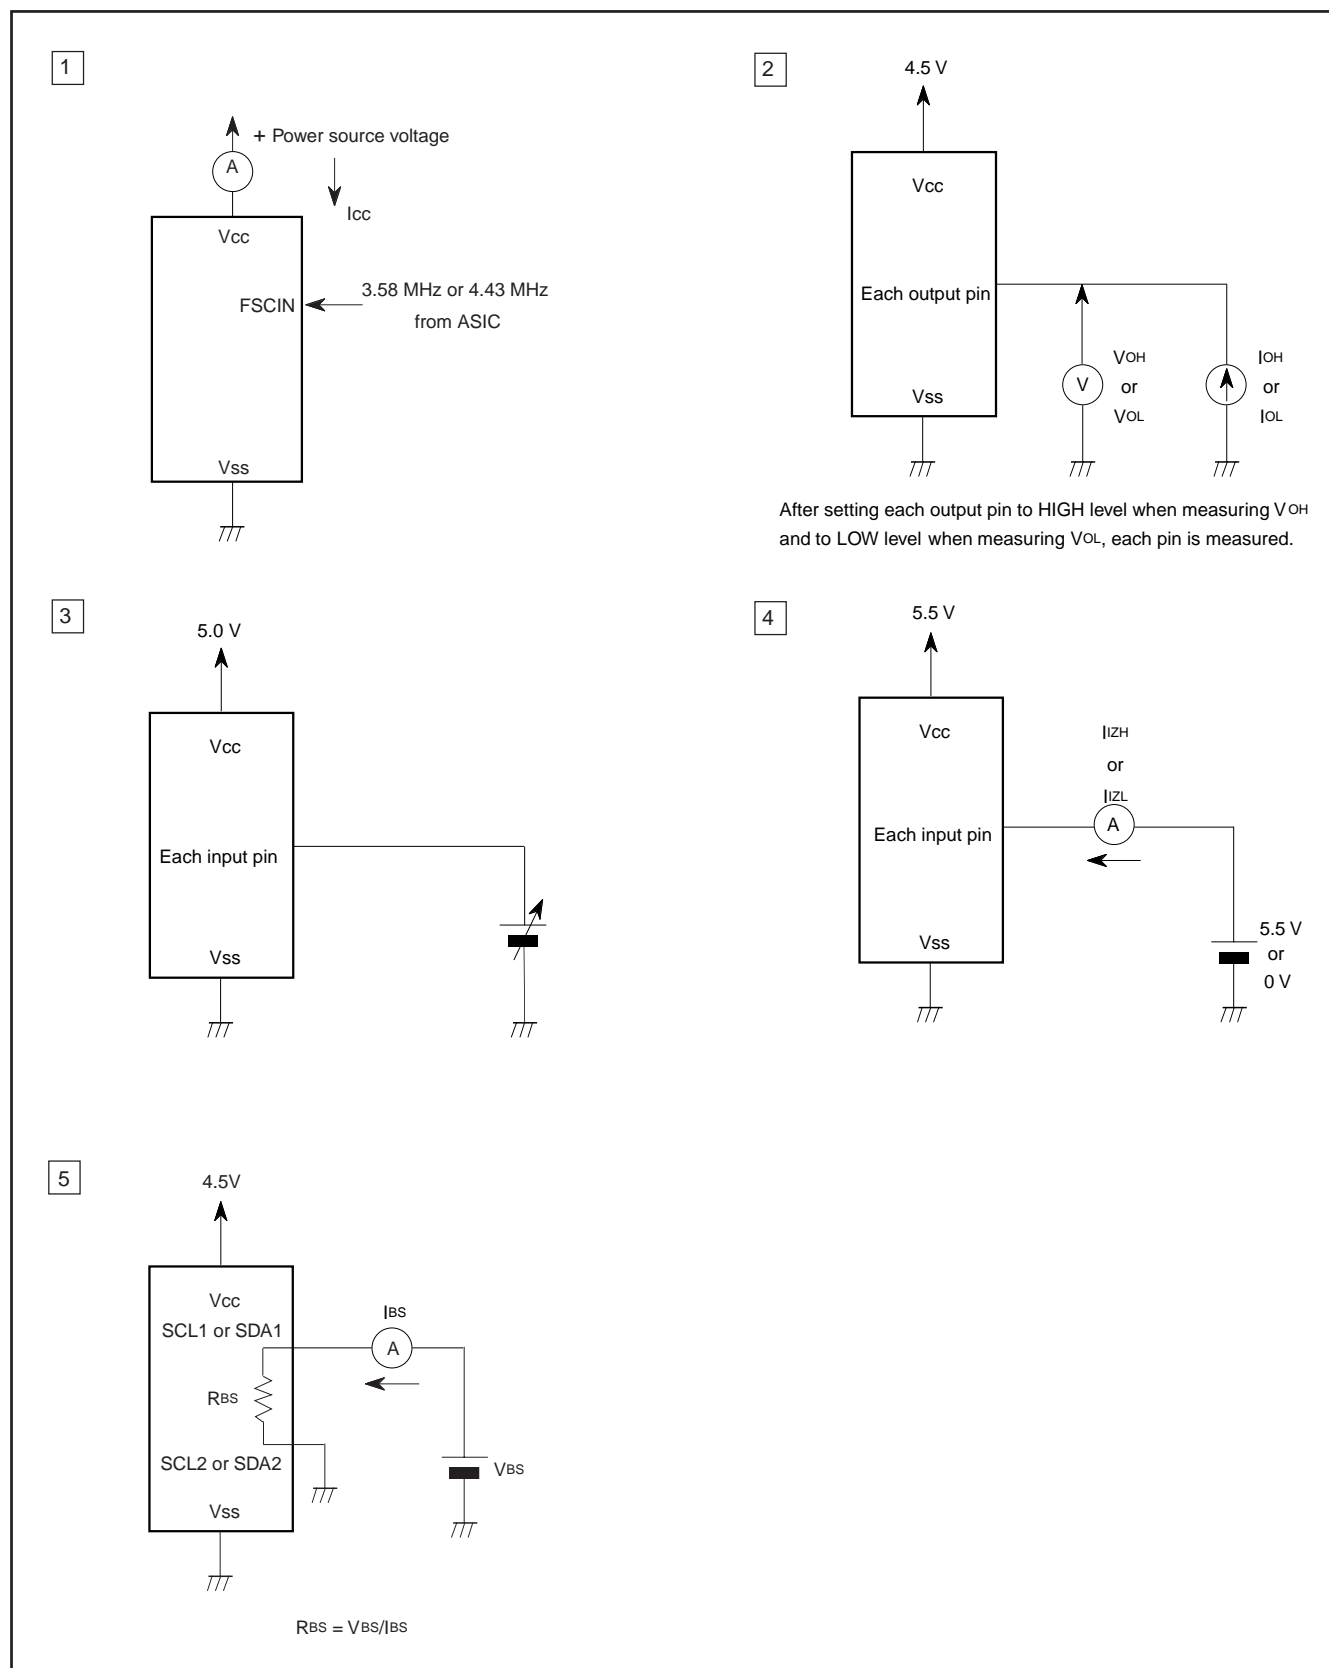 1
+ Power source voltage
A
Icc
Vcc
FSCIN
3.58 MHz or 4.43 MHz
from ASIC
Vss
2
4.5 V
Vcc
Each output pin
Vss
V
VOH
or
VOL
IOH
or
IOL
After setting each output pin to HIGH level when measuring VOH
and to LOW level when measuring VOL, each pin is measured.
3
5.0 V
Vcc
Each input pin
Vss
4
5.5 V
Vcc
Each input pin
Vss
IIZH
or
IIZL
A
5.5 V
or
0 V
5
4.5V
Vcc
SCL1 or SDA1
RBS
SCL2 or SDA2
Vss
IBS
A
VBS
RBS = VBS/IBS